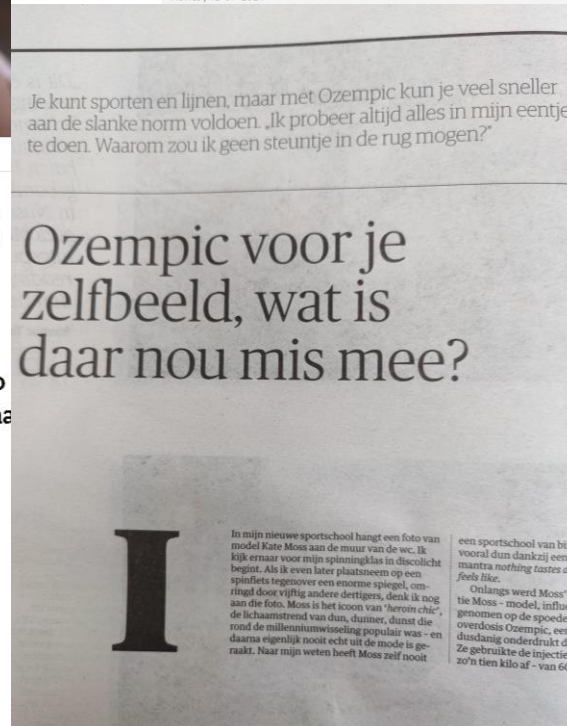 Je kunt sporten en lijnen, maar met Ozempic kun je veel sneller
aan de slanke norm voldoen. „Ik probeer altijd alles in mijn eentje
te doen. Waarom zou ik geen steuntje in de rug mogen?”
Ozempic voor je
zelfbeeld, wat is
daar nou mis mee?
I
In mijn nieuwe sportschool hangt een foto van
model Kate Moss aan de muur van de wc. Ik
kijk ernaar voor mijn spinningklas in discolicht
begint. Als ik even later plaatsneem op een
spinfiets tegenover een enorme spiegel, om-
ringd door vijftig andere dertigers, denk ik nog
aan die foto. Moss is het icoon van ‘heroin chic’,
de lichaamstrend van dun, dunner, dunst die
rond de millenniumwisseling populair was – en
daarna eigenlijk nooit echt uit de mode is ge-
raakt. Naar mijn weten heeft Moss zelf nooit
een sportschool van
vooral dun dankzij een
mantra nothing tastes
feels like.
Onlangs werd Moss’
tie Moss – model,
genomen op de
overdosis Ozempic,
dusdanig onderdrukt
Ze gebruikte de
zo’n tien kilo af – van